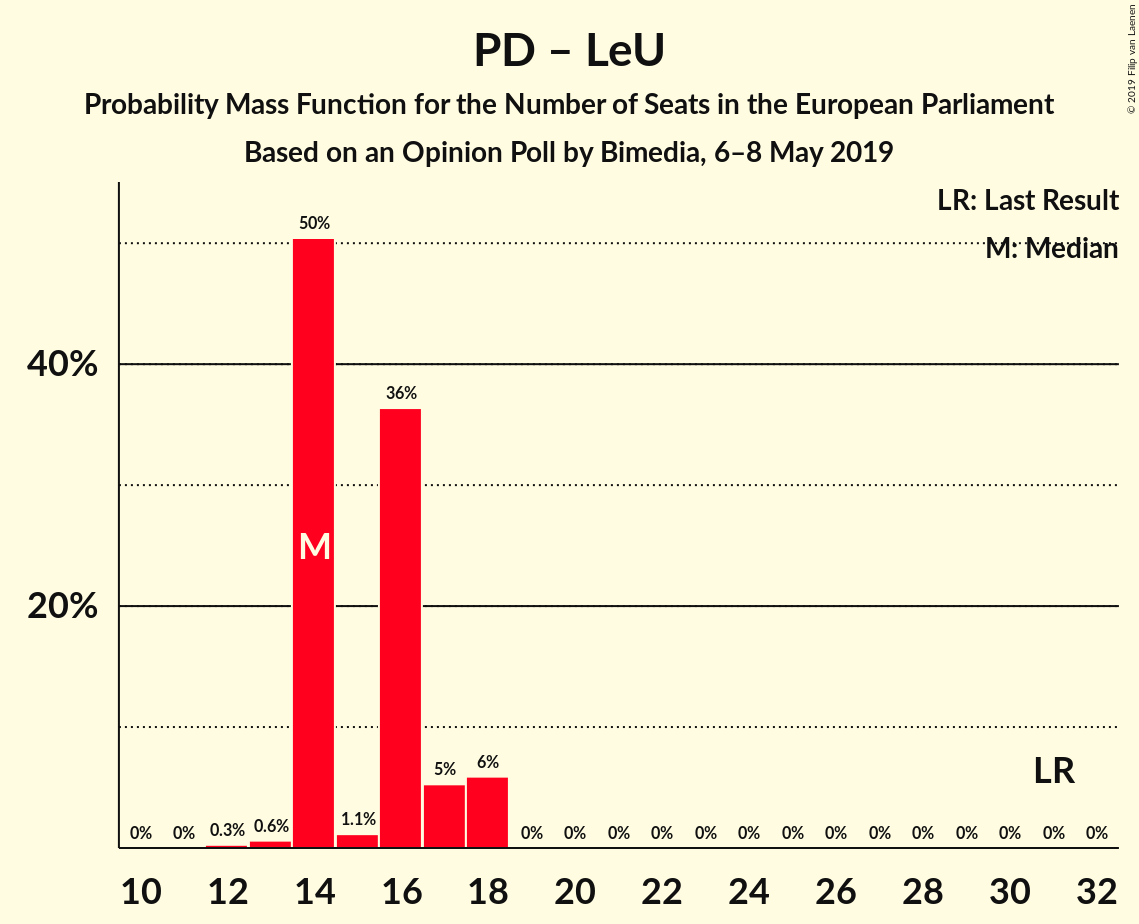 PD – LeU
Probability Mass Function for the Number of Seats in the European Parliament
Based on an Opinion Poll by Bimedia, 6–8 May 2019
© 2019 Filip van Laenen
LR: Last Result
M: Median
40%
20%
0% 0% 0.3% 0.6% 50% 1.1% 36% 5% 6% 0% 0% 0% 0% 0% 0% 0% 0% 0% 0% 0% 0% 0% 0%
M
LR
10 12 14 16 18 20 22 24 26 28 30 32